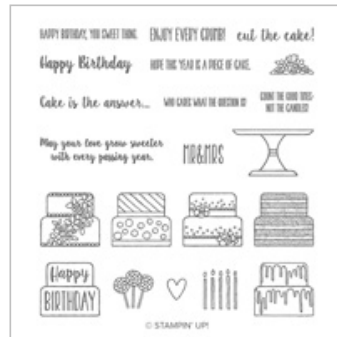 HAPPY BIRTHDAY, YOU SWEET THING.
ENJOY EVERY CRUMB!
cut the cake!
Happy Birthday
HOPE THIS YEAR IS A PIECE OF CAKE.
Cake is the answer...
WHO CARES WHAT THE QUESTION IS?
COUNT THE GOOD TIMES-
NOT THE CANDLES!
May your love grow sweeter
with every passing year.
MR&MRS
Happy
BIRTHDAY
© STAMPIN' UP!